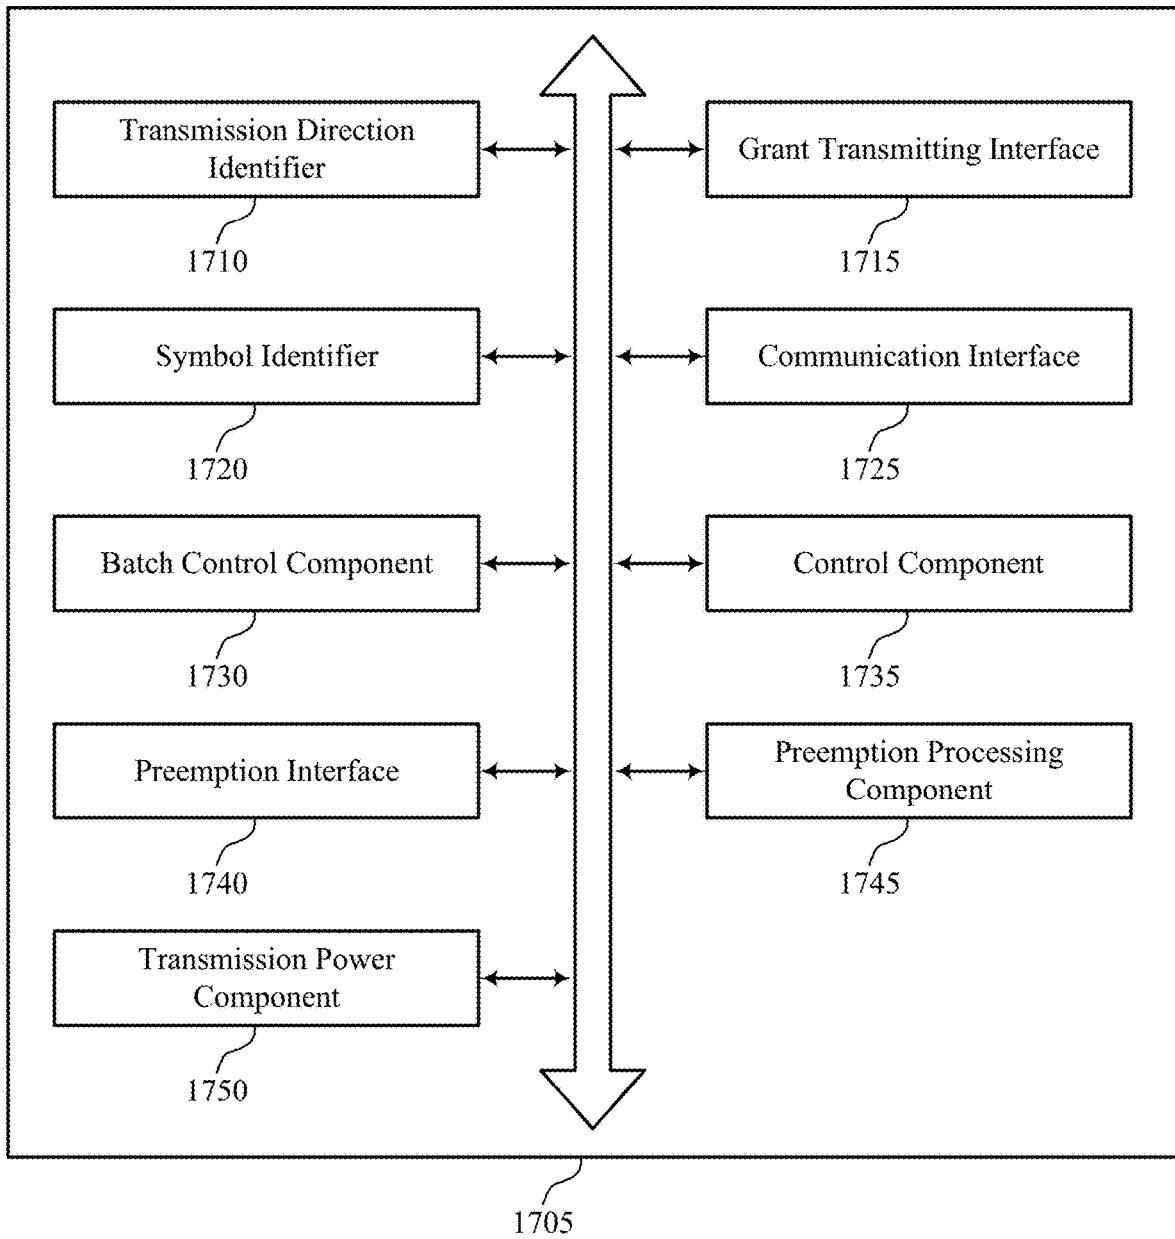 Transmission Direction
Identifier
1710
Grant Transmitting Interface
1715
Symbol Identifier
1720
Communication Interface
1725
Batch Control Component
1730
Control Component
1735
Preemption Interface
1740
Preemption Processing
Component
1745
Transmission Power
Component
1750
1705